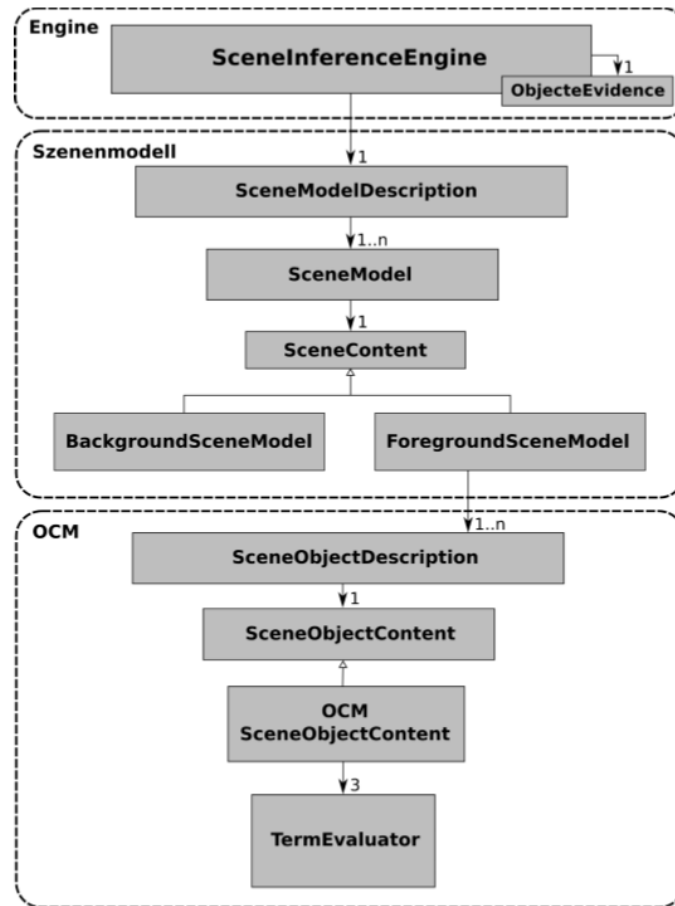 Engine
SceneInferenceEngine
1
ObjecteEvidence
Szenenmodell
1
SceneModelDescription
1..n
SceneModel
1
SceneContent
BackgroundSceneModel
ForegroundSceneModel
1..n
OCM
SceneObjectDescription
1
SceneObjectContent
OCM
SceneObjectContent
3
TermEvaluator